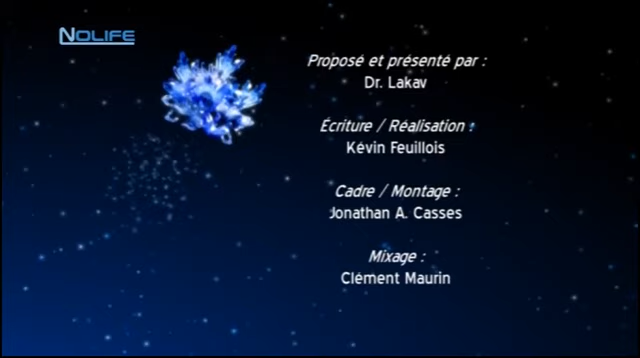 NOLIFE
Proposé et présenté par :
Dr. Lakav
Écriture / Réalisation :
Kévin Feuillois
Cadre / Montage :
Jonathan A. Casses
Mixage :
Clément Maurin